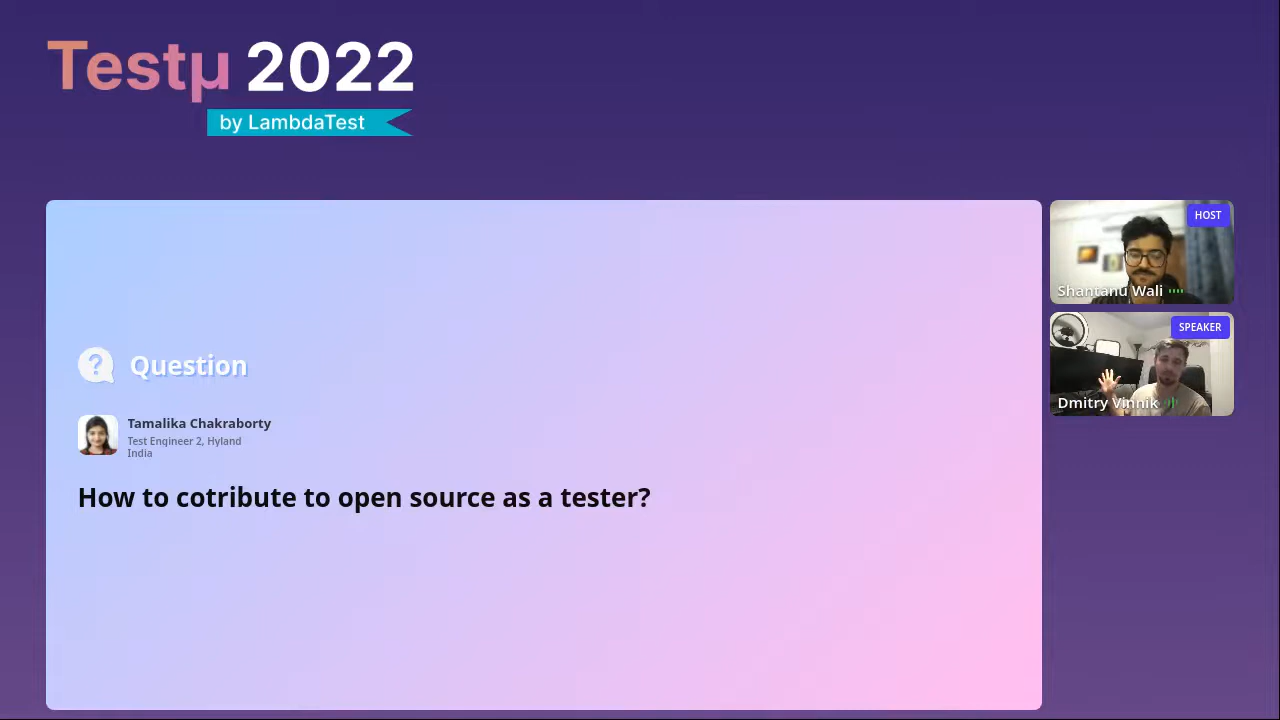 Testμ 2022
by LambdaTest
HOST
Shantanu Wali
SPEAKER
Dmitry Vinnik
Question
Tamalika Chakraborty
Test Engineer 2, Hyland
India
How to cotribute to open source as a tester?